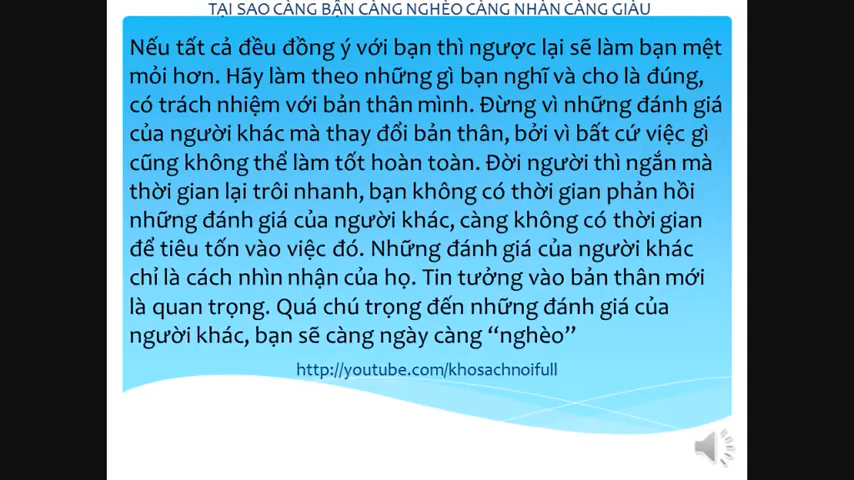 TẠI SAO CÀNG BẬN CÀNG NGHÈO CÀNG NHÀN CÀNG GIÀU
Nếu tất cả đều đồng ý với bạn thì ngược lại sẽ làm bạn mệt
mỏi hơn. Hãy làm theo những gì bạn nghĩ và cho là đúng,
có trách nhiệm với bản thân mình. Đừng vì những đánh giá
của người khác mà thay đổi bản thân, bởi vì bất cứ việc gì
cũng không thể làm tốt hoàn toàn. Đời người thì ngắn mà
thời gian lại trôi nhanh, bạn không có thời gian phản hồi
những đánh giá của người khác, càng không có thời gian
để tiêu tốn vào việc đó. Những đánh giá của người khác
chỉ là cách nhìn nhận của họ. Tin tưởng vào bản thân mới
là quan trọng. Quá chú trọng đến những đánh giá của
người khác, bạn sẽ càng ngày càng “nghèo”
http://youtube.com/khosachnoifull